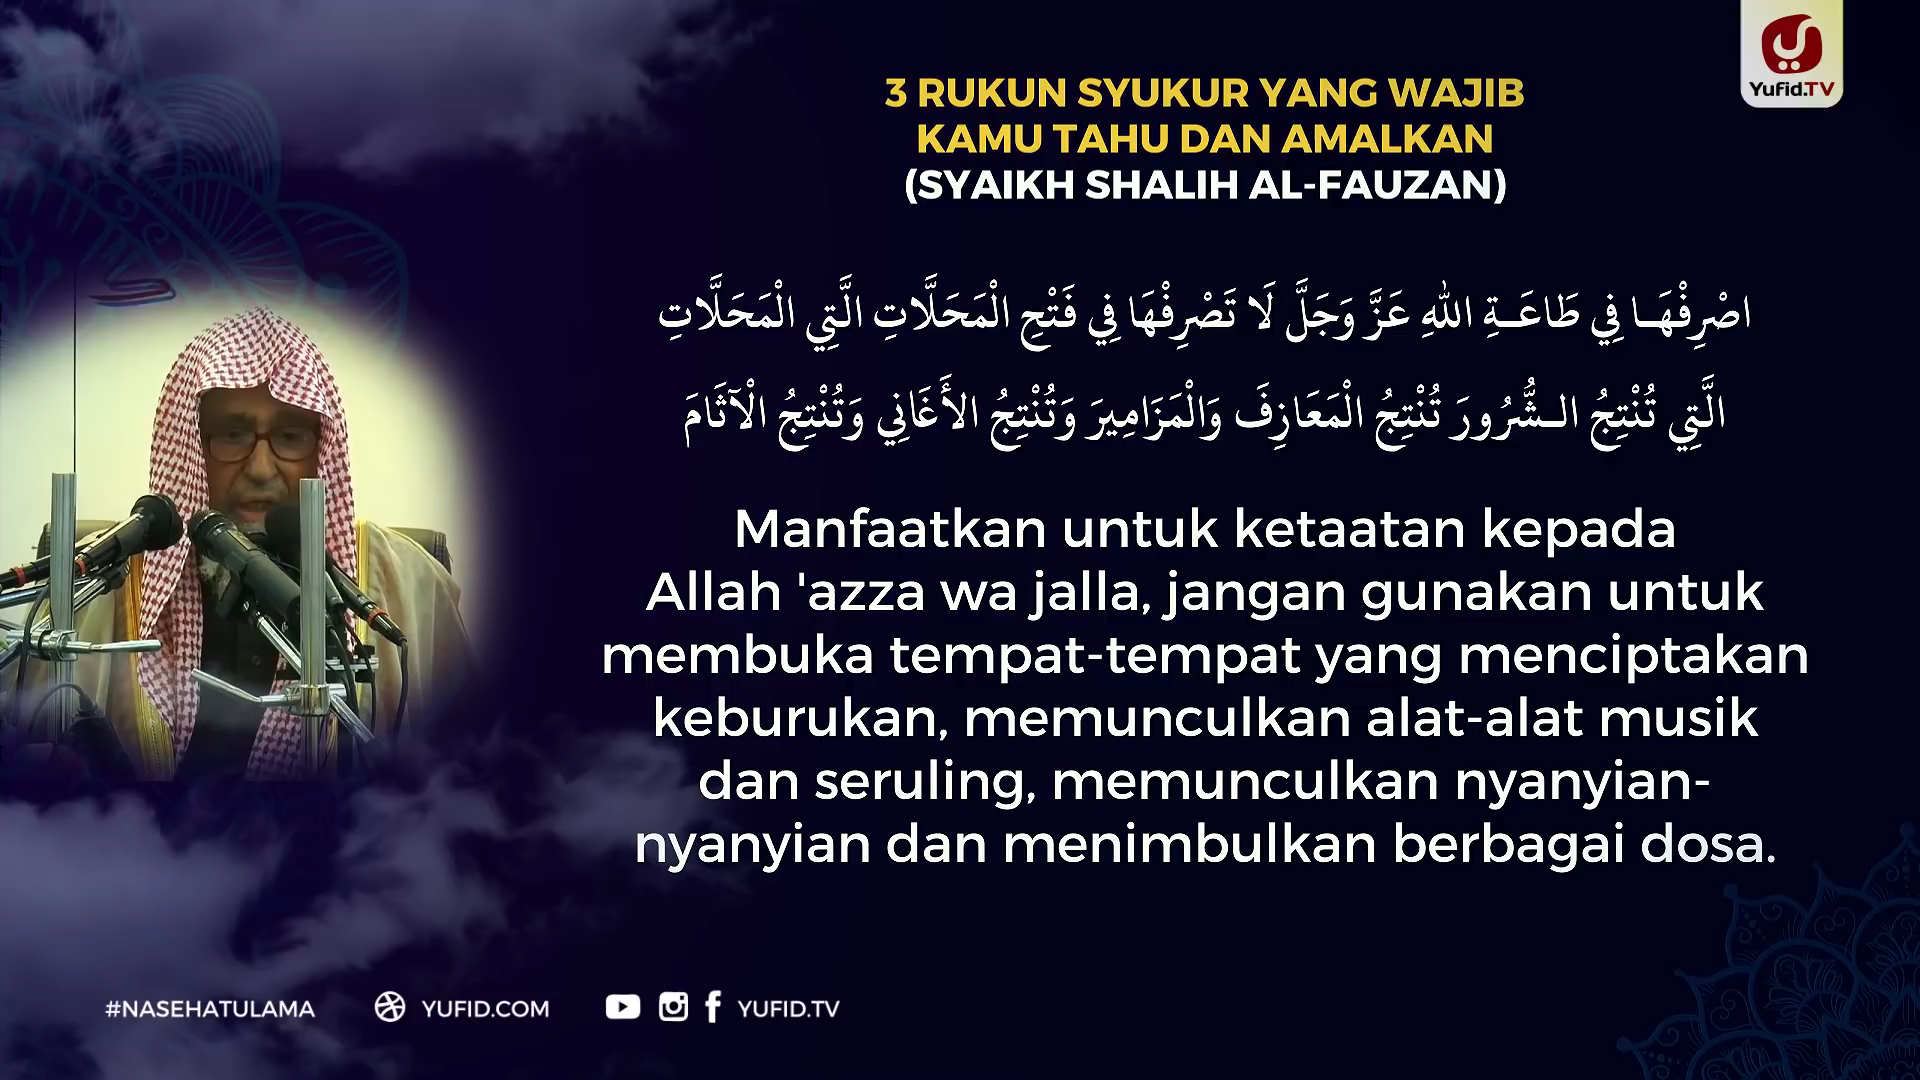 3 RUKUN SYUKUR YANG WAJIB
KAMU TAHU DAN AMALKAN
(SYAIKH SHALIH AL-FAUZAN)
Yufid.TV
اصْرِفْهَـا فِي طَاعَـةِ اللهِ عَزَّ وَجَلَّ لَا تَصْرِفْهَا فِي فَتْحِ الْمَحَلَّاتِ الَّتِي الْمَحَلَّاتِ
الَّتِي تُنْتِجُ الـشُّرُورَ تُنْتِجُ الْمَعَازِفَ وَالْمَزَامِيرَ وَتُنْتِجُ الأَغَانِي وَتُنْتِجُ الْآثَامَ
Manfaatkan untuk ketaatan kepada
Allah 'azza wa jalla, jangan gunakan untuk
membuka tempat-tempat yang menciptakan
keburukan, memunculkan alat-alat musik
dan seruling, memunculkan nyanyian-
nyanyian dan menimbulkan berbagai dosa.
#NASEHATULAMA YUFID.COM YUFID.TV